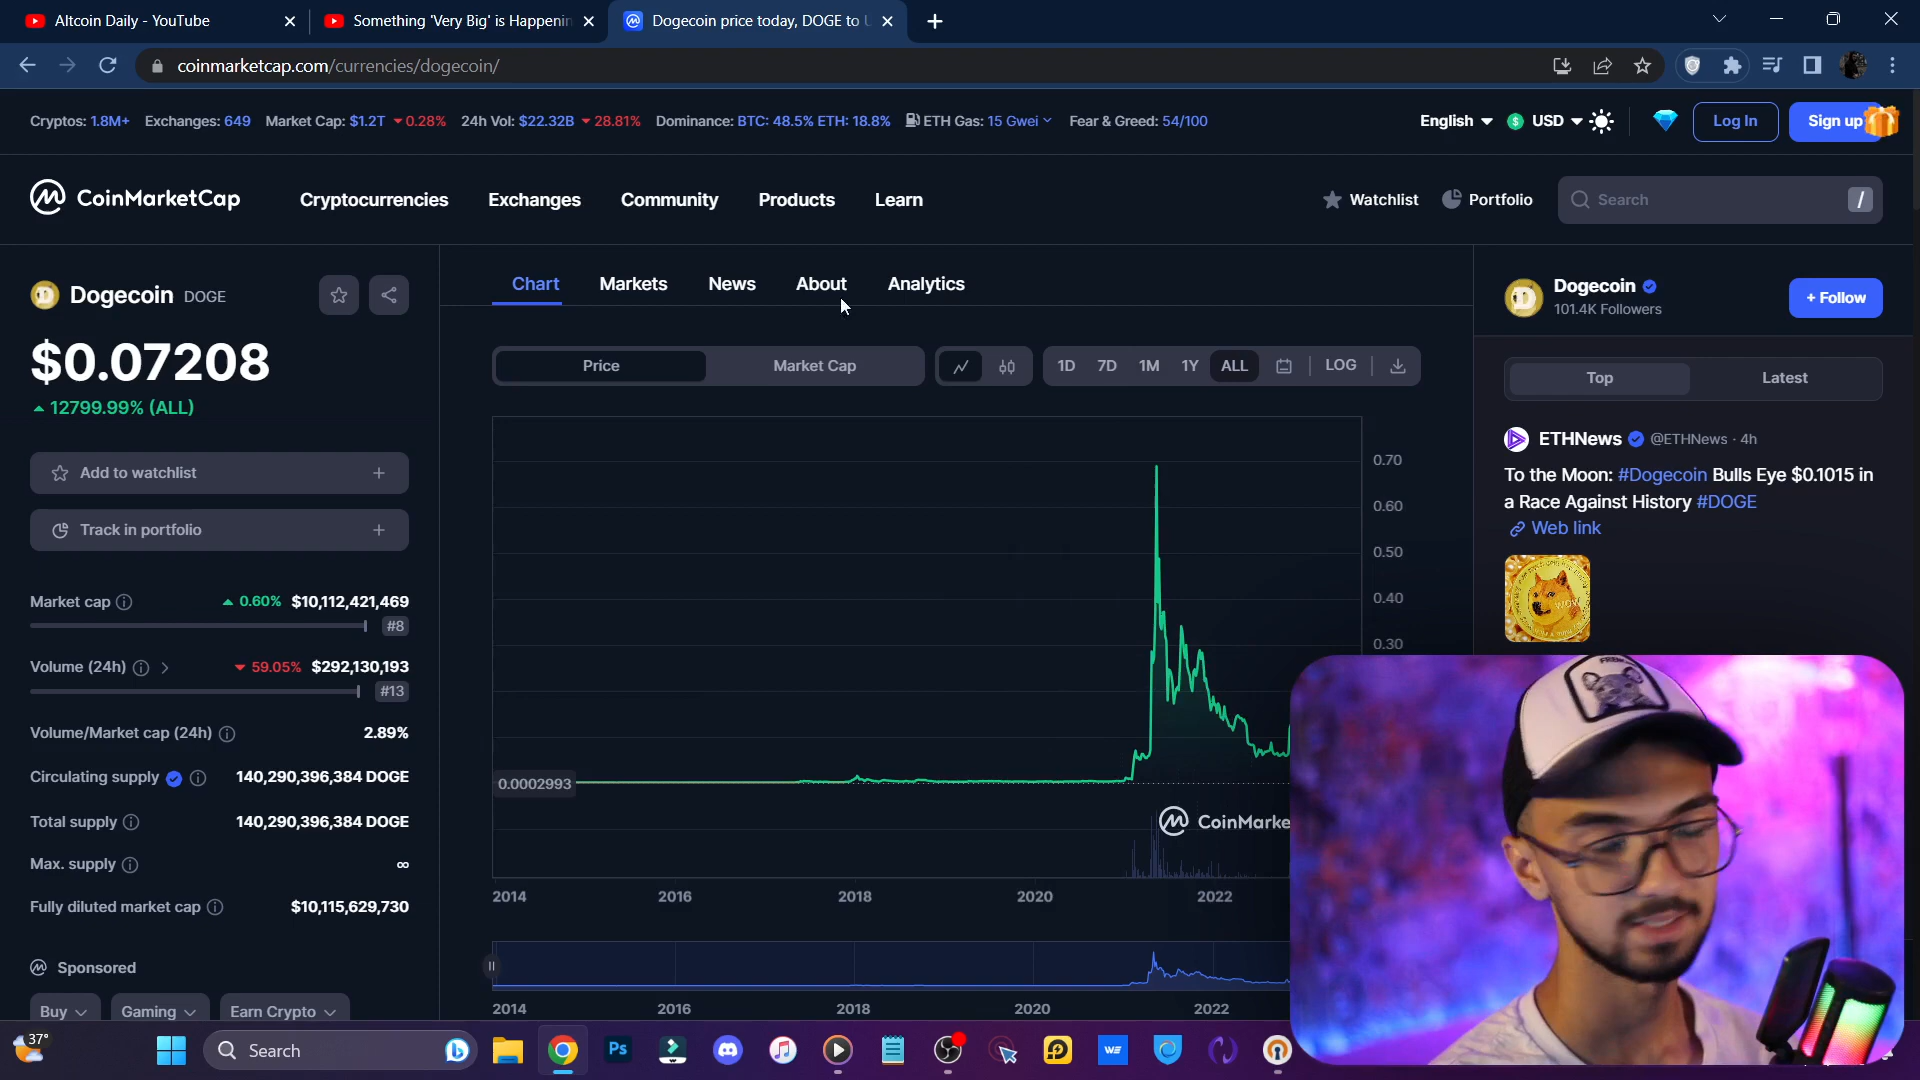 Altcoin Daily - YouTube
Something 'Very Big' is Happenin
Dogecoin price today, DOGE to U
coinmarketcap.com/currencies/dogecoin/
Cryptos: 1.8M+ Exchanges: 649 Market Cap: $1.2T 0.28% 24h Vol: $22.32B 28.81% Dominance: BTC: 48.5% ETH: 18.8% ETH Gas: 15 Gwei Fear & Greed: 54/100
English $ USD Log In Sign up
CoinMarketCap Cryptocurrencies Exchanges Community Products Learn Watchlist Portfolio Search /
Dogecoin DOGE
$0.07208
12799.99% (ALL)
Add to watchlist +
Track in portfolio +
Market cap 0.60% $10,112,421,469
#8
Volume (24h) 59.05% $292,130,193
#13
Volume/Market cap (24h) 2.89%
Circulating supply 140,290,396,384 DOGE
Total supply 140,290,396,384 DOGE
Max. supply ∞
Fully diluted market cap $10,115,629,730
Sponsored
Buy Gaming Earn Crypto
Chart Markets News About Analytics
Price Market Cap 1D 7D 1M 1Y ALL LOG
0.70
0.60
0.50
0.40
0.30
0.0002993
CoinMarke
2014 2016 2018 2020 2022
2014 2016 2018 2020 2022
Dogecoin
101.4K Followers
+ Follow
Top Latest
ETHNews @ETHNews · 4h
To the Moon: #Dogecoin Bulls Eye $0.1015 in
a Race Against History #DOGE
Web link
WOW
37°
Search
Ps
WE